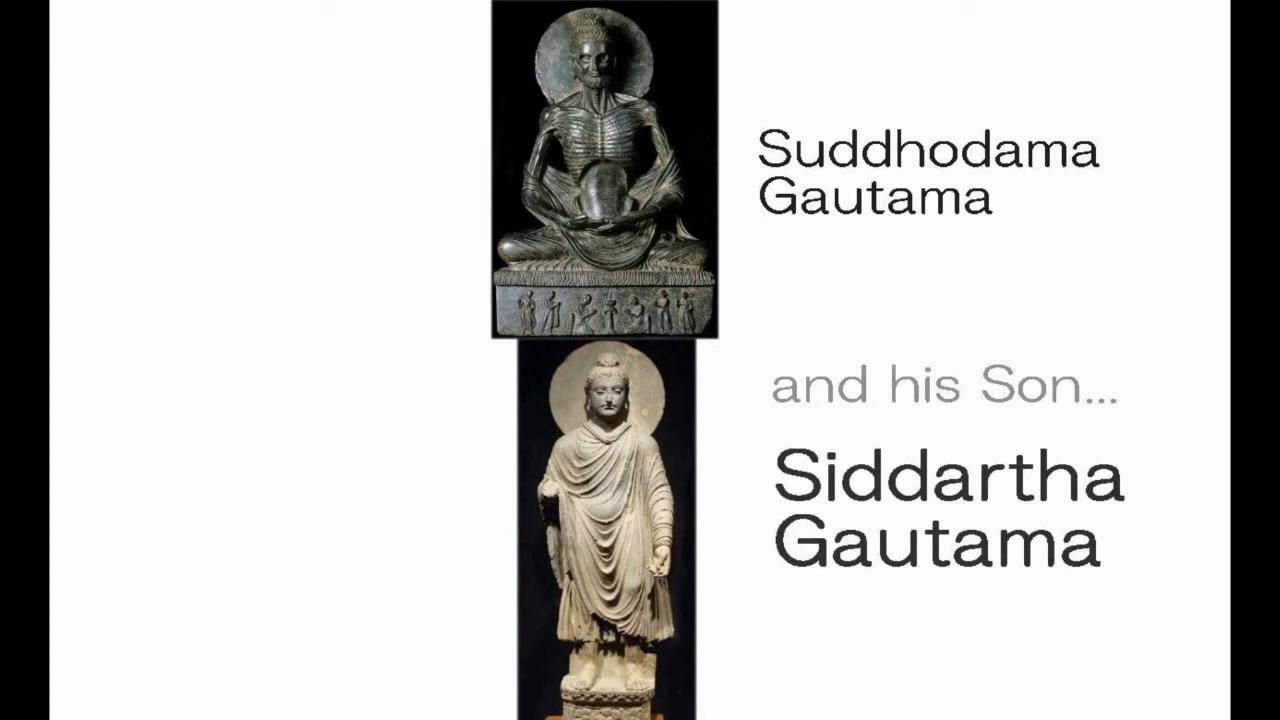 Suddhodama
Gautama
and his Son...
Siddartha
Gautama